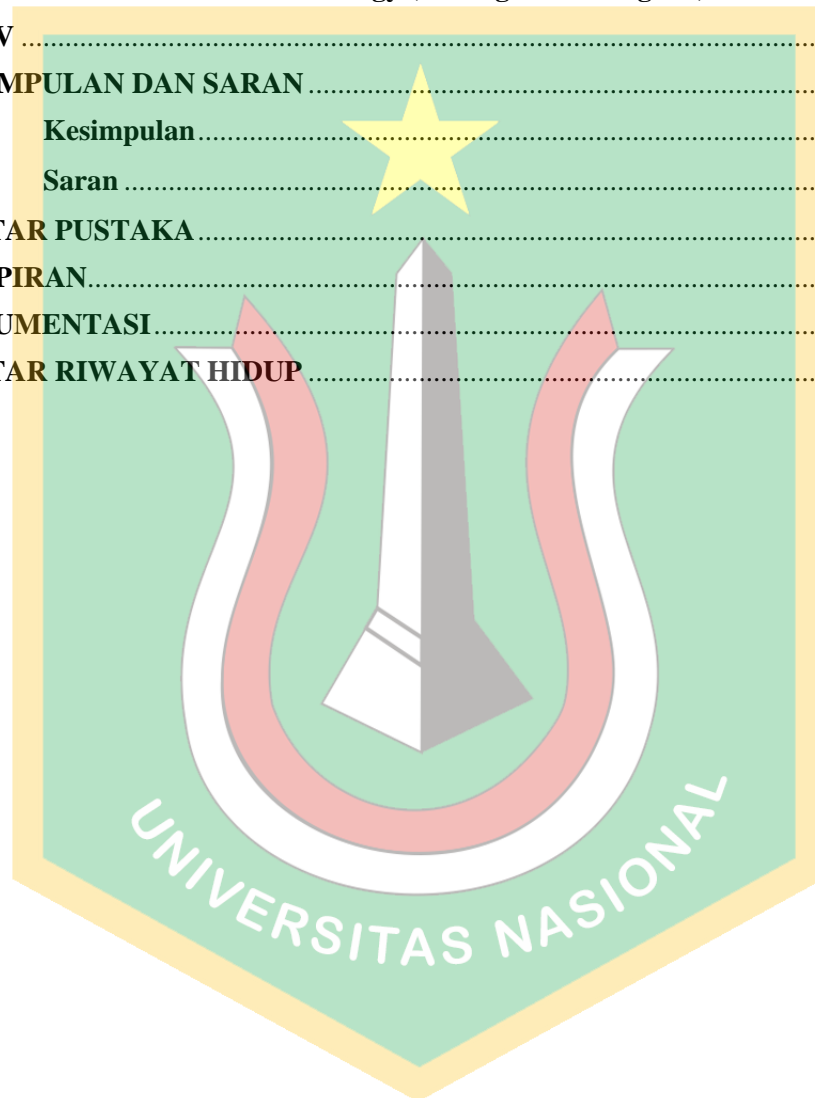 V ................................................................
MPULAN DAN SARAN ................................................................
Kesimpulan ................................................................
Saran ................................................................
TAR PUSTAKA ................................................................
PIRAN ................................................................
UMENTASI ................................................................
TAR RIWAYAT HIDUP ................................................................
UNIVERSITAS NASIONAL